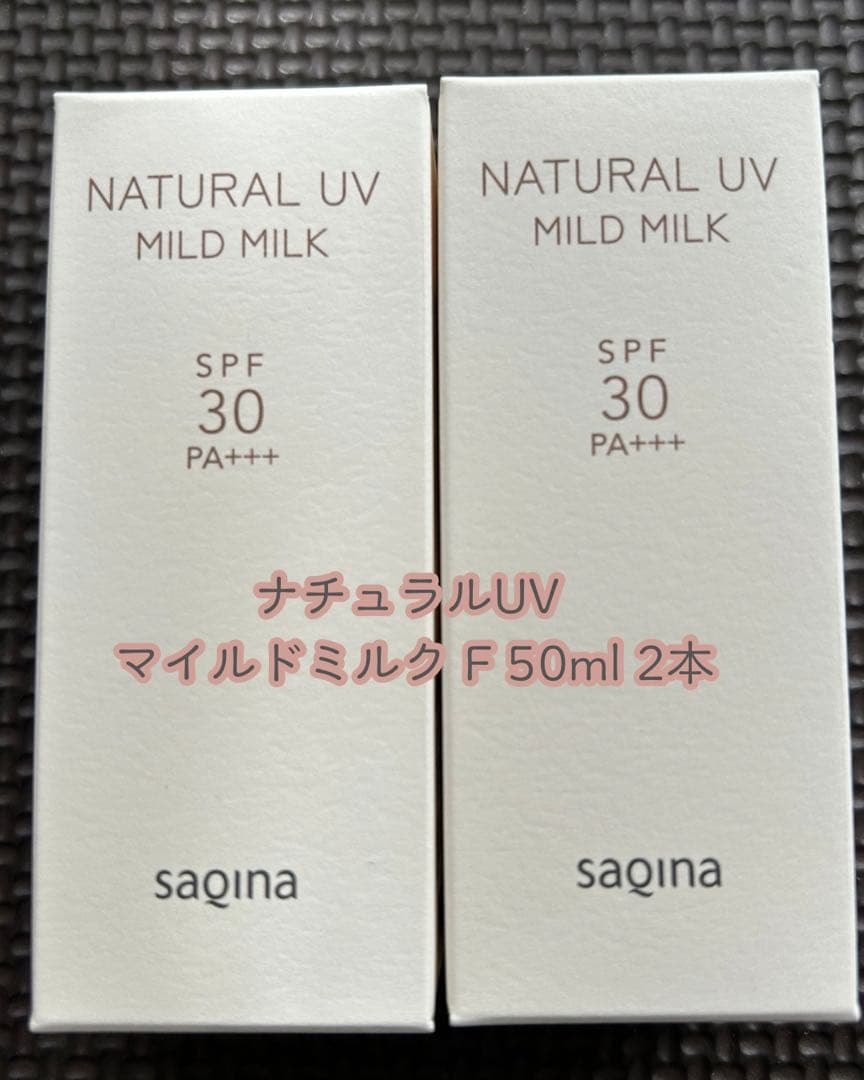 NATURAL UV
MILD MILK
SPF
30
PA+++
saqina
NATURAL UV
MILD MILK
SPF
30
PA+++
saqina
ナチュラルUV
マイルドミルク F 50ml 2本